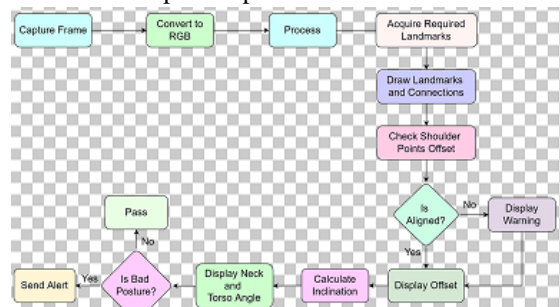 Capture Frame
Convert to
RGB
Process
Acquire Required
Landmarks
Draw Landmarks
and Connections
Check Shoulder
Points Offset
Is
Aligned?
No
Display
Warning
Yes
Display Offset
Calculate
Inclination
Display Neck
and
Torso Angle
Is Bad
Posture?
No
Pass
Yes
Send Alert